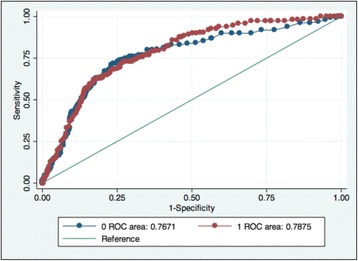 Sensitivity
1.00
0.75
0.50
0.25
0.00
0.00 0.25 0.50 0.75 1.00
1-Specificity
0 ROC area: 0.7671 1 ROC area: 0.7875
Reference